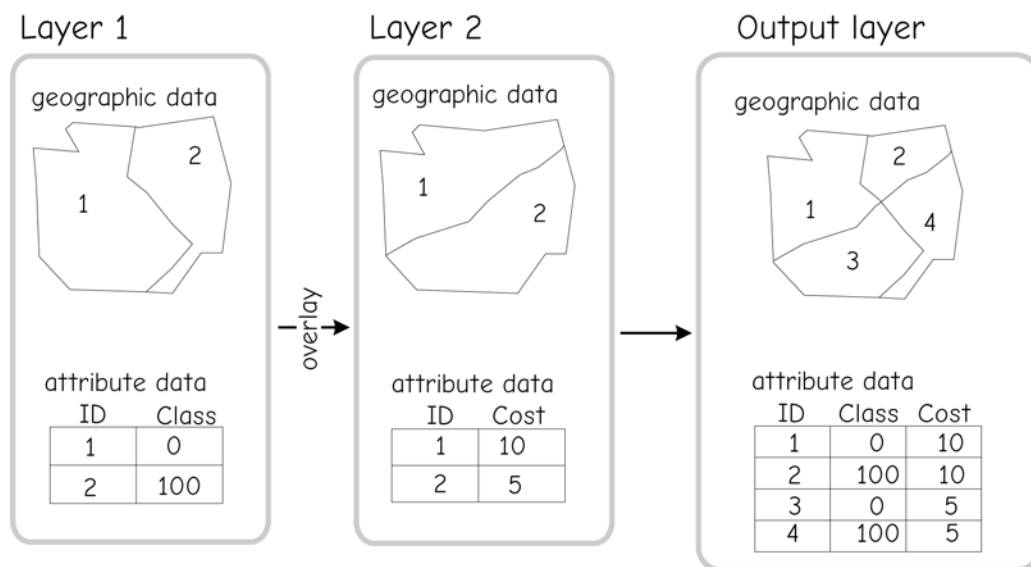 Layer 1
geographic data
2
1
attribute data
ID Class
1 0
2 100
overlay
Layer 2
geographic data
1
2
attribute data
ID Cost
1 10
2 5
Output layer
geographic data
2
1
4
3
attribute data
ID Class Cost
1 0 10
2 100 10
3 0 5
4 100 5